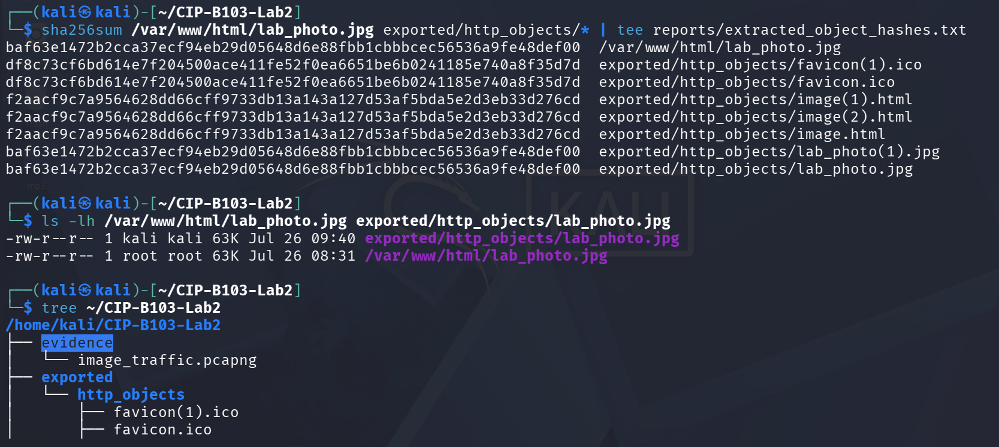 ┌──(kali㉿kali)-[~/CIP-B103-Lab2]
└─$ sha256sum /var/www/html/lab_photo.jpg exported/http_objects/* | tee reports/extracted_object_hashes.txt
baf63e1472b2cca37ecf94eb29d05648d6e88fbb1cbbbcec56536a9fe48def00  /var/www/html/lab_photo.jpg
df8c73cf6bd614e7f204500ace411fe52f0ea6651be6b0241185e740a8f35d7d  exported/http_objects/favicon(1).ico
df8c73cf6bd614e7f204500ace411fe52f0ea6651be6b0241185e740a8f35d7d  exported/http_objects/favicon.ico
f2aacf9c7a9564628dd66cff9733db13a143a127d53af5bda5e2d3eb33d276cd  exported/http_objects/image(1).html
f2aacf9c7a9564628dd66cff9733db13a143a127d53af5bda5e2d3eb33d276cd  exported/http_objects/image(2).html
f2aacf9c7a9564628dd66cff9733db13a143a127d53af5bda5e2d3eb33d276cd  exported/http_objects/image.html
baf63e1472b2cca37ecf94eb29d05648d6e88fbb1cbbbcec56536a9fe48def00  exported/http_objects/lab_photo(1).jpg
baf63e1472b2cca37ecf94eb29d05648d6e88fbb1cbbbcec56536a9fe48def00  exported/http_objects/lab_photo.jpg
mp3
KALI
┌──(kali㉿kali)-[~/CIP-B103-Lab2]
└─$ ls -lh /var/www/html/lab_photo.jpg exported/http_objects/lab_photo.jpg
-rw-r--r-- 1 kali kali 63K Jul 26 09:40 exported/http_objects/lab_photo.jpg
-rw-r--r-- 1 root root 63K Jul 26 08:31 /var/www/html/lab_photo.jpg
┌──(kali㉿kali)-[~/CIP-B103-Lab2]
└─$ tree ~/CIP-B103-Lab2
/home/kali/CIP-B103-Lab2
├── evidence
│   └── image_traffic.pcapng
├── exported
│   └── http_objects
│       ├── favicon(1).ico
│       ├── favicon.ico